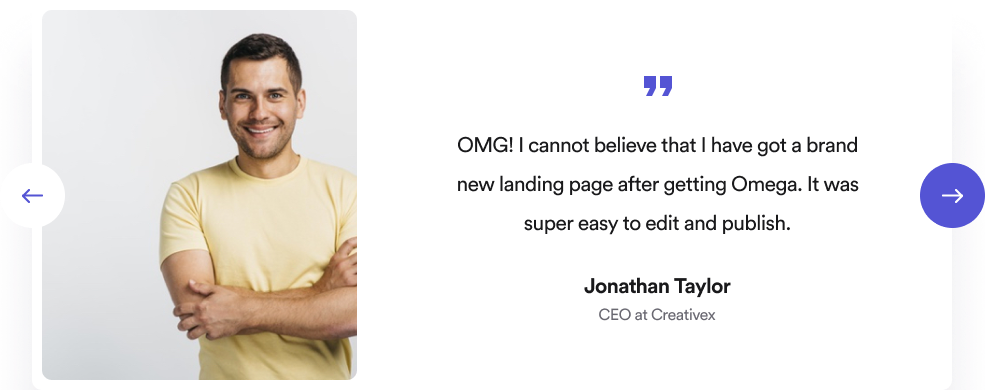 OMG! I cannot believe that I have got a brand
new landing page after getting Omega. It was
super easy to edit and publish.
Jonathan Taylor
CEO at Creativex